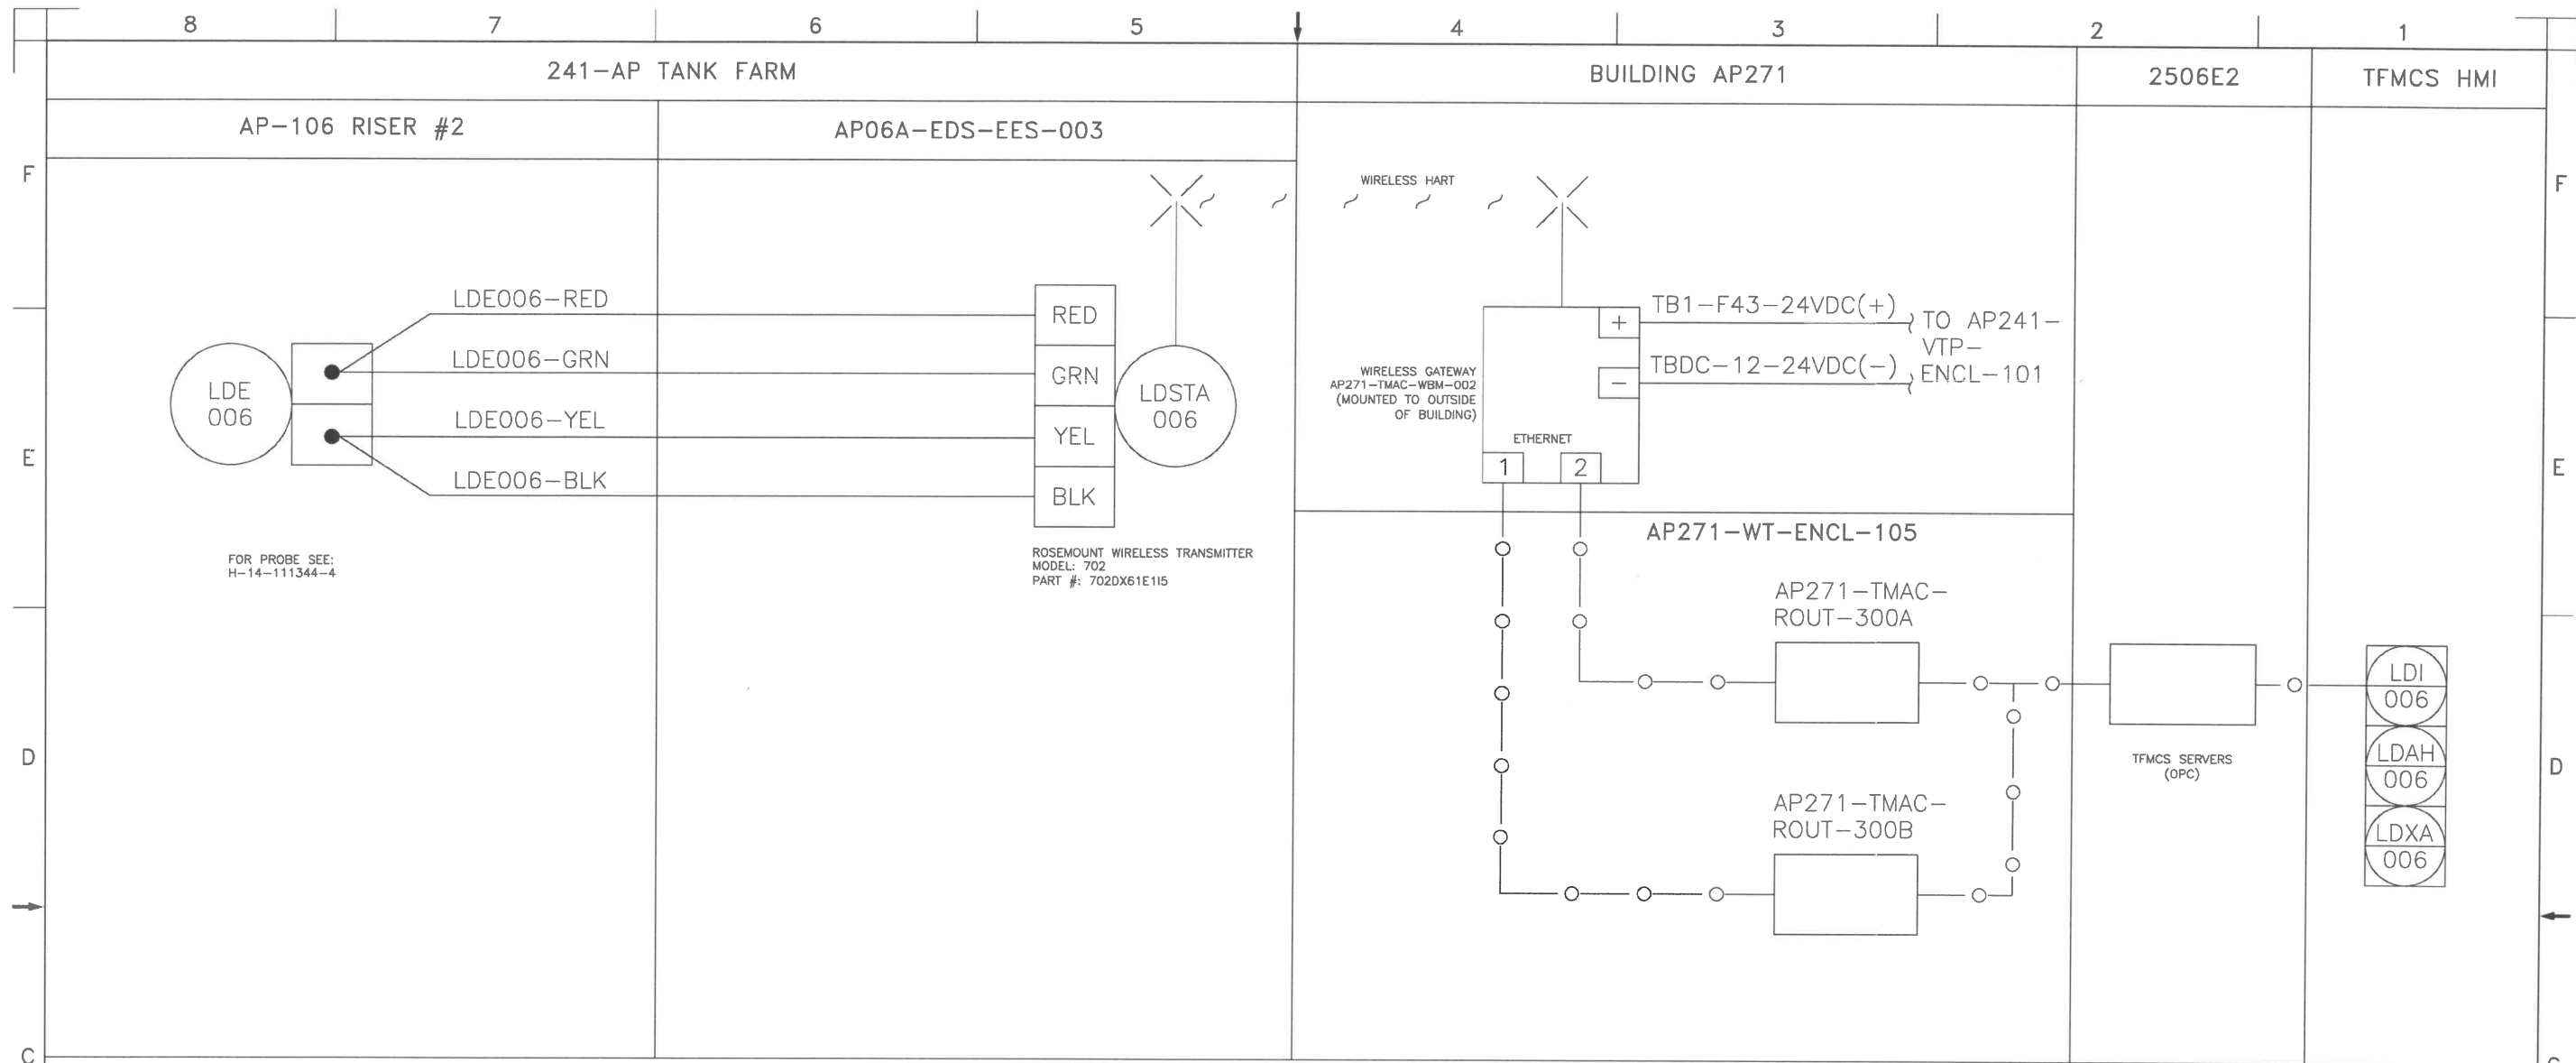 8 7 6 5 4 3 2 1
241-AP TANK FARM
BUILDING AP271
2506E2
TFMCS HMI
AP-106 RISER #2
AP06A-EDS-EES-003
F
F
WIRELESS HART
LDE006-RED
LDE006-GRN
LDE006-YEL
LDE006-BLK
LDE
006
RED
GRN
YEL
BLK
LDSTA
006
FOR PROBE SEE:
H-14-111344-4
ROSEMOUNT WIRELESS TRANSMITTER
MODEL: 702
PART #: 702DX61E1I5
WIRELESS GATEWAY
AP271-TMAC-WBM-002
(MOUNTED TO OUTSIDE
OF BUILDING)
+
-
TB1-F43-24VDC(+)
TBDC-12-24VDC(-)
TO AP241-
VTP-
ENCL-101
ETHERNET
1 2
E
E
AP271-WT-ENCL-105
AP271-TMAC-
ROUT-300A
AP271-TMAC-
ROUT-300B
TFMCS SERVERS
(OPC)
LDI
006
LDAH
006
LDXA
006
D
D
C